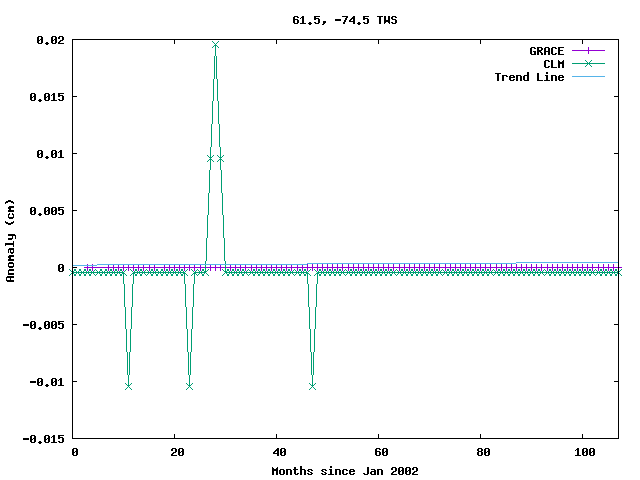 61.5, -74.5 TWS
GRACE
CLM
Trend Line
0.02
0.015
0.01
0.005
0
-0.005
-0.01
-0.015
Anomaly (cm)
0 20 40 60 80 100
Months since Jan 2002